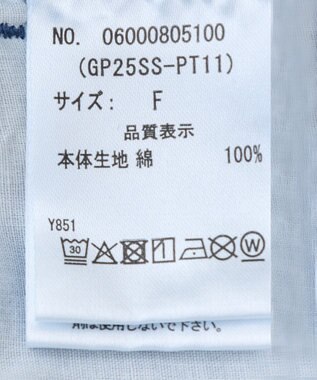 NO. 06000805100
(GP25SS-PT11)
サイズ: F
品質表示
本体生地 綿 100%
Y851
30
W
剤は使用しないで下さい。